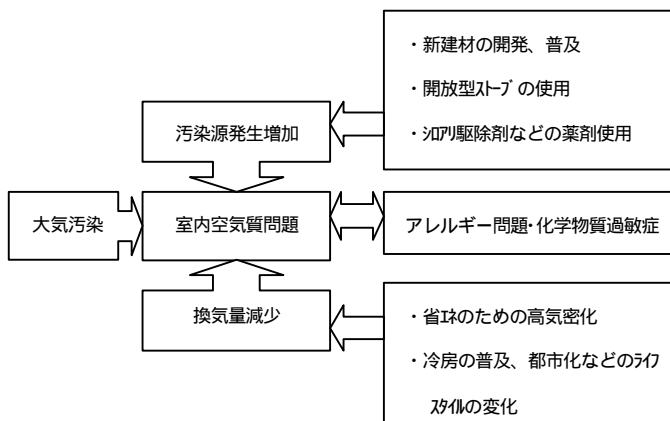 ・新建材の開発、普及
・開放型ｽﾄｰﾌﾞの使用
・ｼﾛｱﾘ駆除剤などの薬剤使用
汚染源発生増加
大気汚染
室内空気質問題
アレルギー問題・化学物質過敏症
換気量減少
・省ｴﾈのための高気密化
・冷房の普及、都市化などのﾗｲﾌ
ｽﾀｲﾙの変化